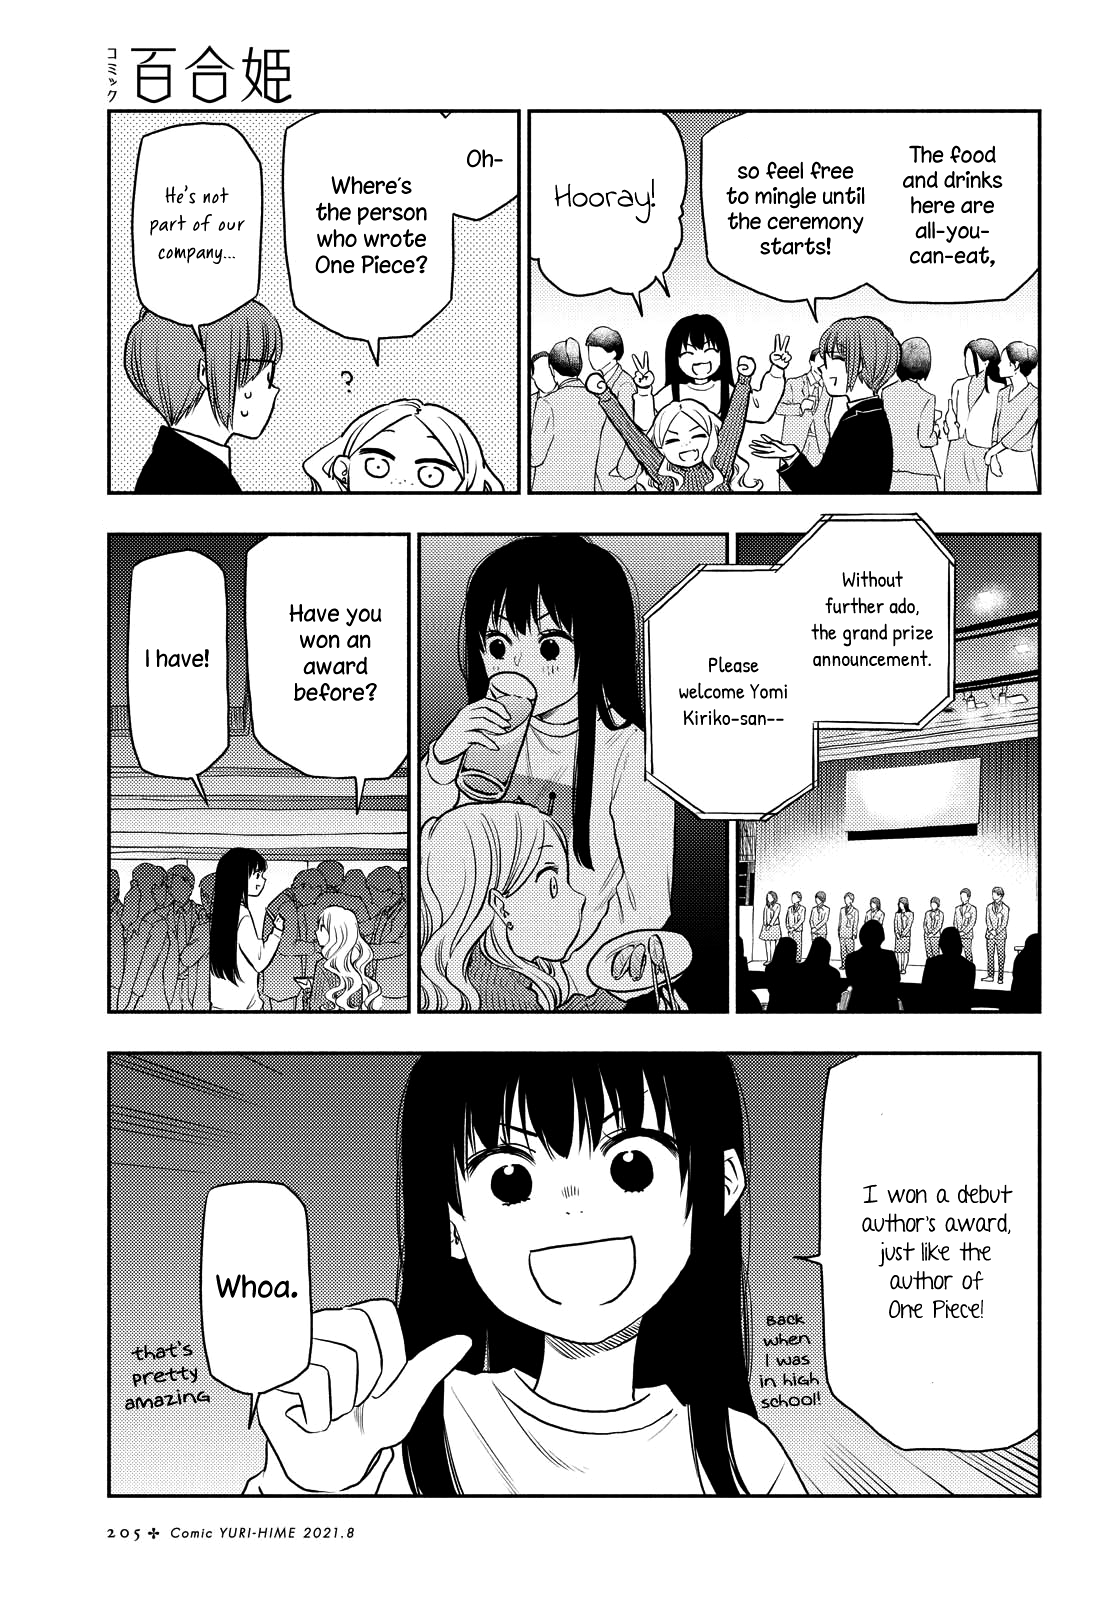 コミック
百合姫
The food
and drinks
here are
all-you-
can-eat,
so feel free
to mingle until
the ceremony
starts!
Hooray!
Oh-
Where's
the person
who wrote
One Piece?
?
He's not
part of our
company...
Without
further ado,
the grand prize
announcement.
Please
welcome Yomi
Kiriko-san--
Have you
won an
award
before?
I have!
I won a debut
author's award,
just like the
author of
One Piece!
Back
when
I was
in high
school!
Whoa.
that's
pretty
amazing
205✢ Comic YURI-HIME 2021.8